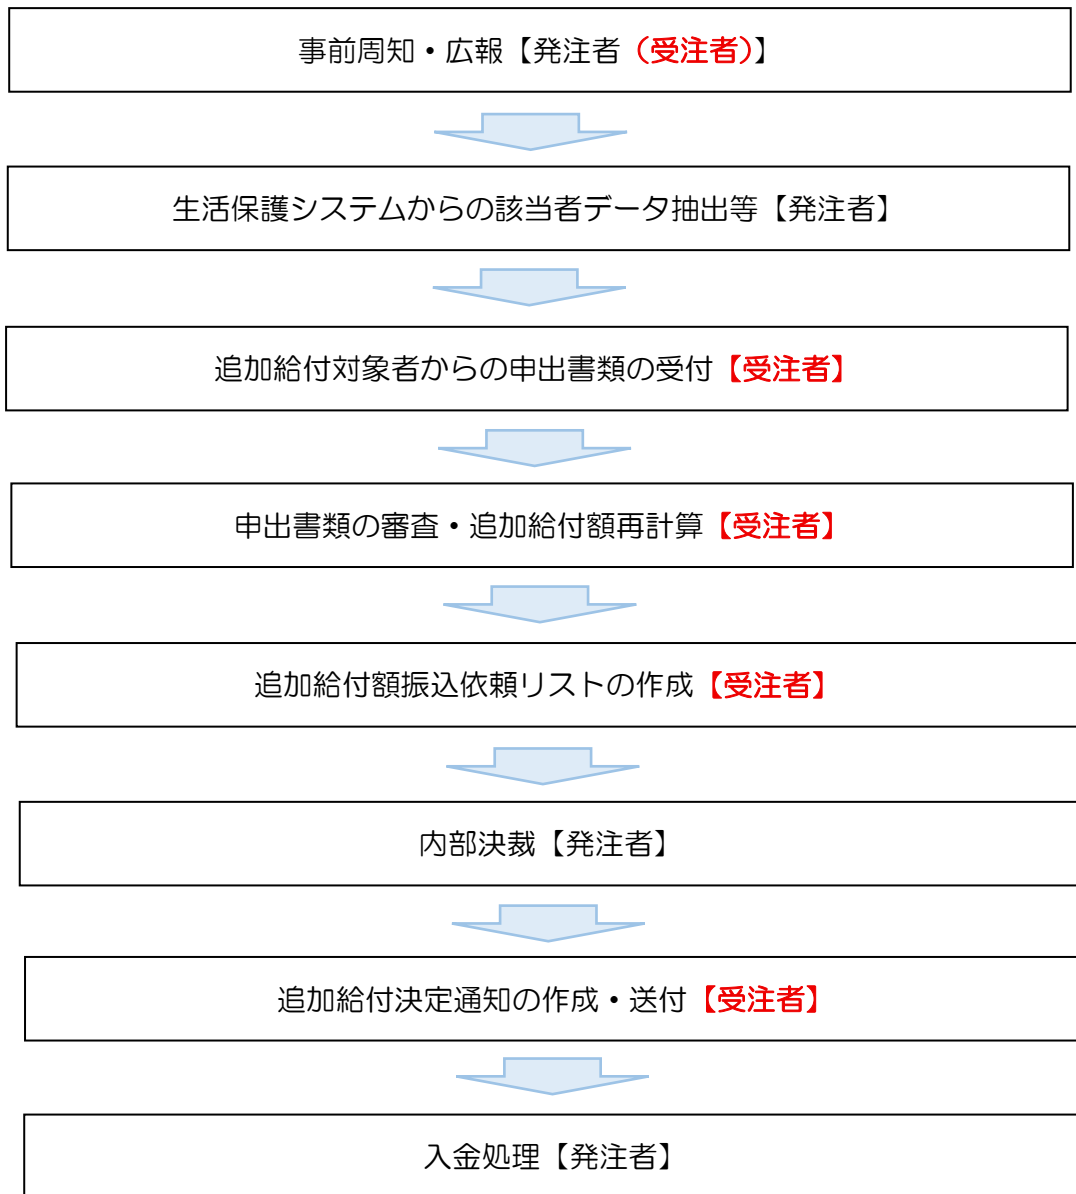 事前周知・広報【発注者（受注者）】
生活保護システムからの該当者データ抽出等【発注者】
追加給付対象者からの申出書類の受付【受注者】
申出書類の審査・追加給付額再計算【受注者】
追加給付額振込依頼リストの作成【受注者】
内部決裁【発注者】
追加給付決定通知の作成・送付【受注者】
入金処理【発注者】